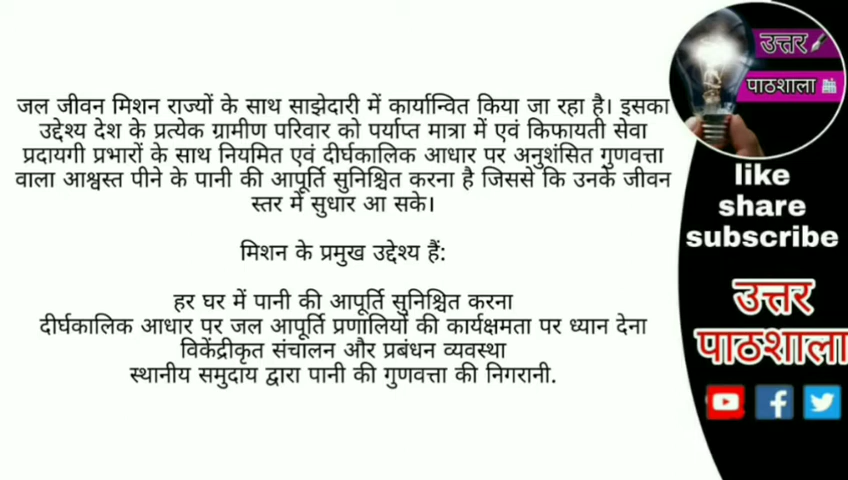 जल जीवन मिशन राज्यों के साथ साझेदारी में कार्यान्वित किया जा रहा है। इसका
उद्देश्य देश के प्रत्येक ग्रामीण परिवार को पर्याप्त मात्रा में एवं किफायती सेवा
प्रदायगी प्रभारों के साथ नियमित एवं दीर्घकालिक आधार पर अनुशंसित गुणवत्ता
वाला आश्वस्त पीने के पानी की आपूर्ति सुनिश्चित करना है जिससे कि उनके जीवन
स्तर में सुधार आ सके।
मिशन के प्रमुख उद्देश्य हैं:
हर घर में पानी की आपूर्ति सुनिश्चित करना
दीर्घकालिक आधार पर जल आपूर्ति प्रणालियों की कार्यक्षमता पर ध्यान देना
विकेंद्रीकृत संचालन और प्रबंधन व्यवस्था
स्थानीय समुदाय द्वारा पानी की गुणवत्ता की निगरानी.
उत्तर
पाठशाला
like
share
subscribe
उत्तर
पाठशाला